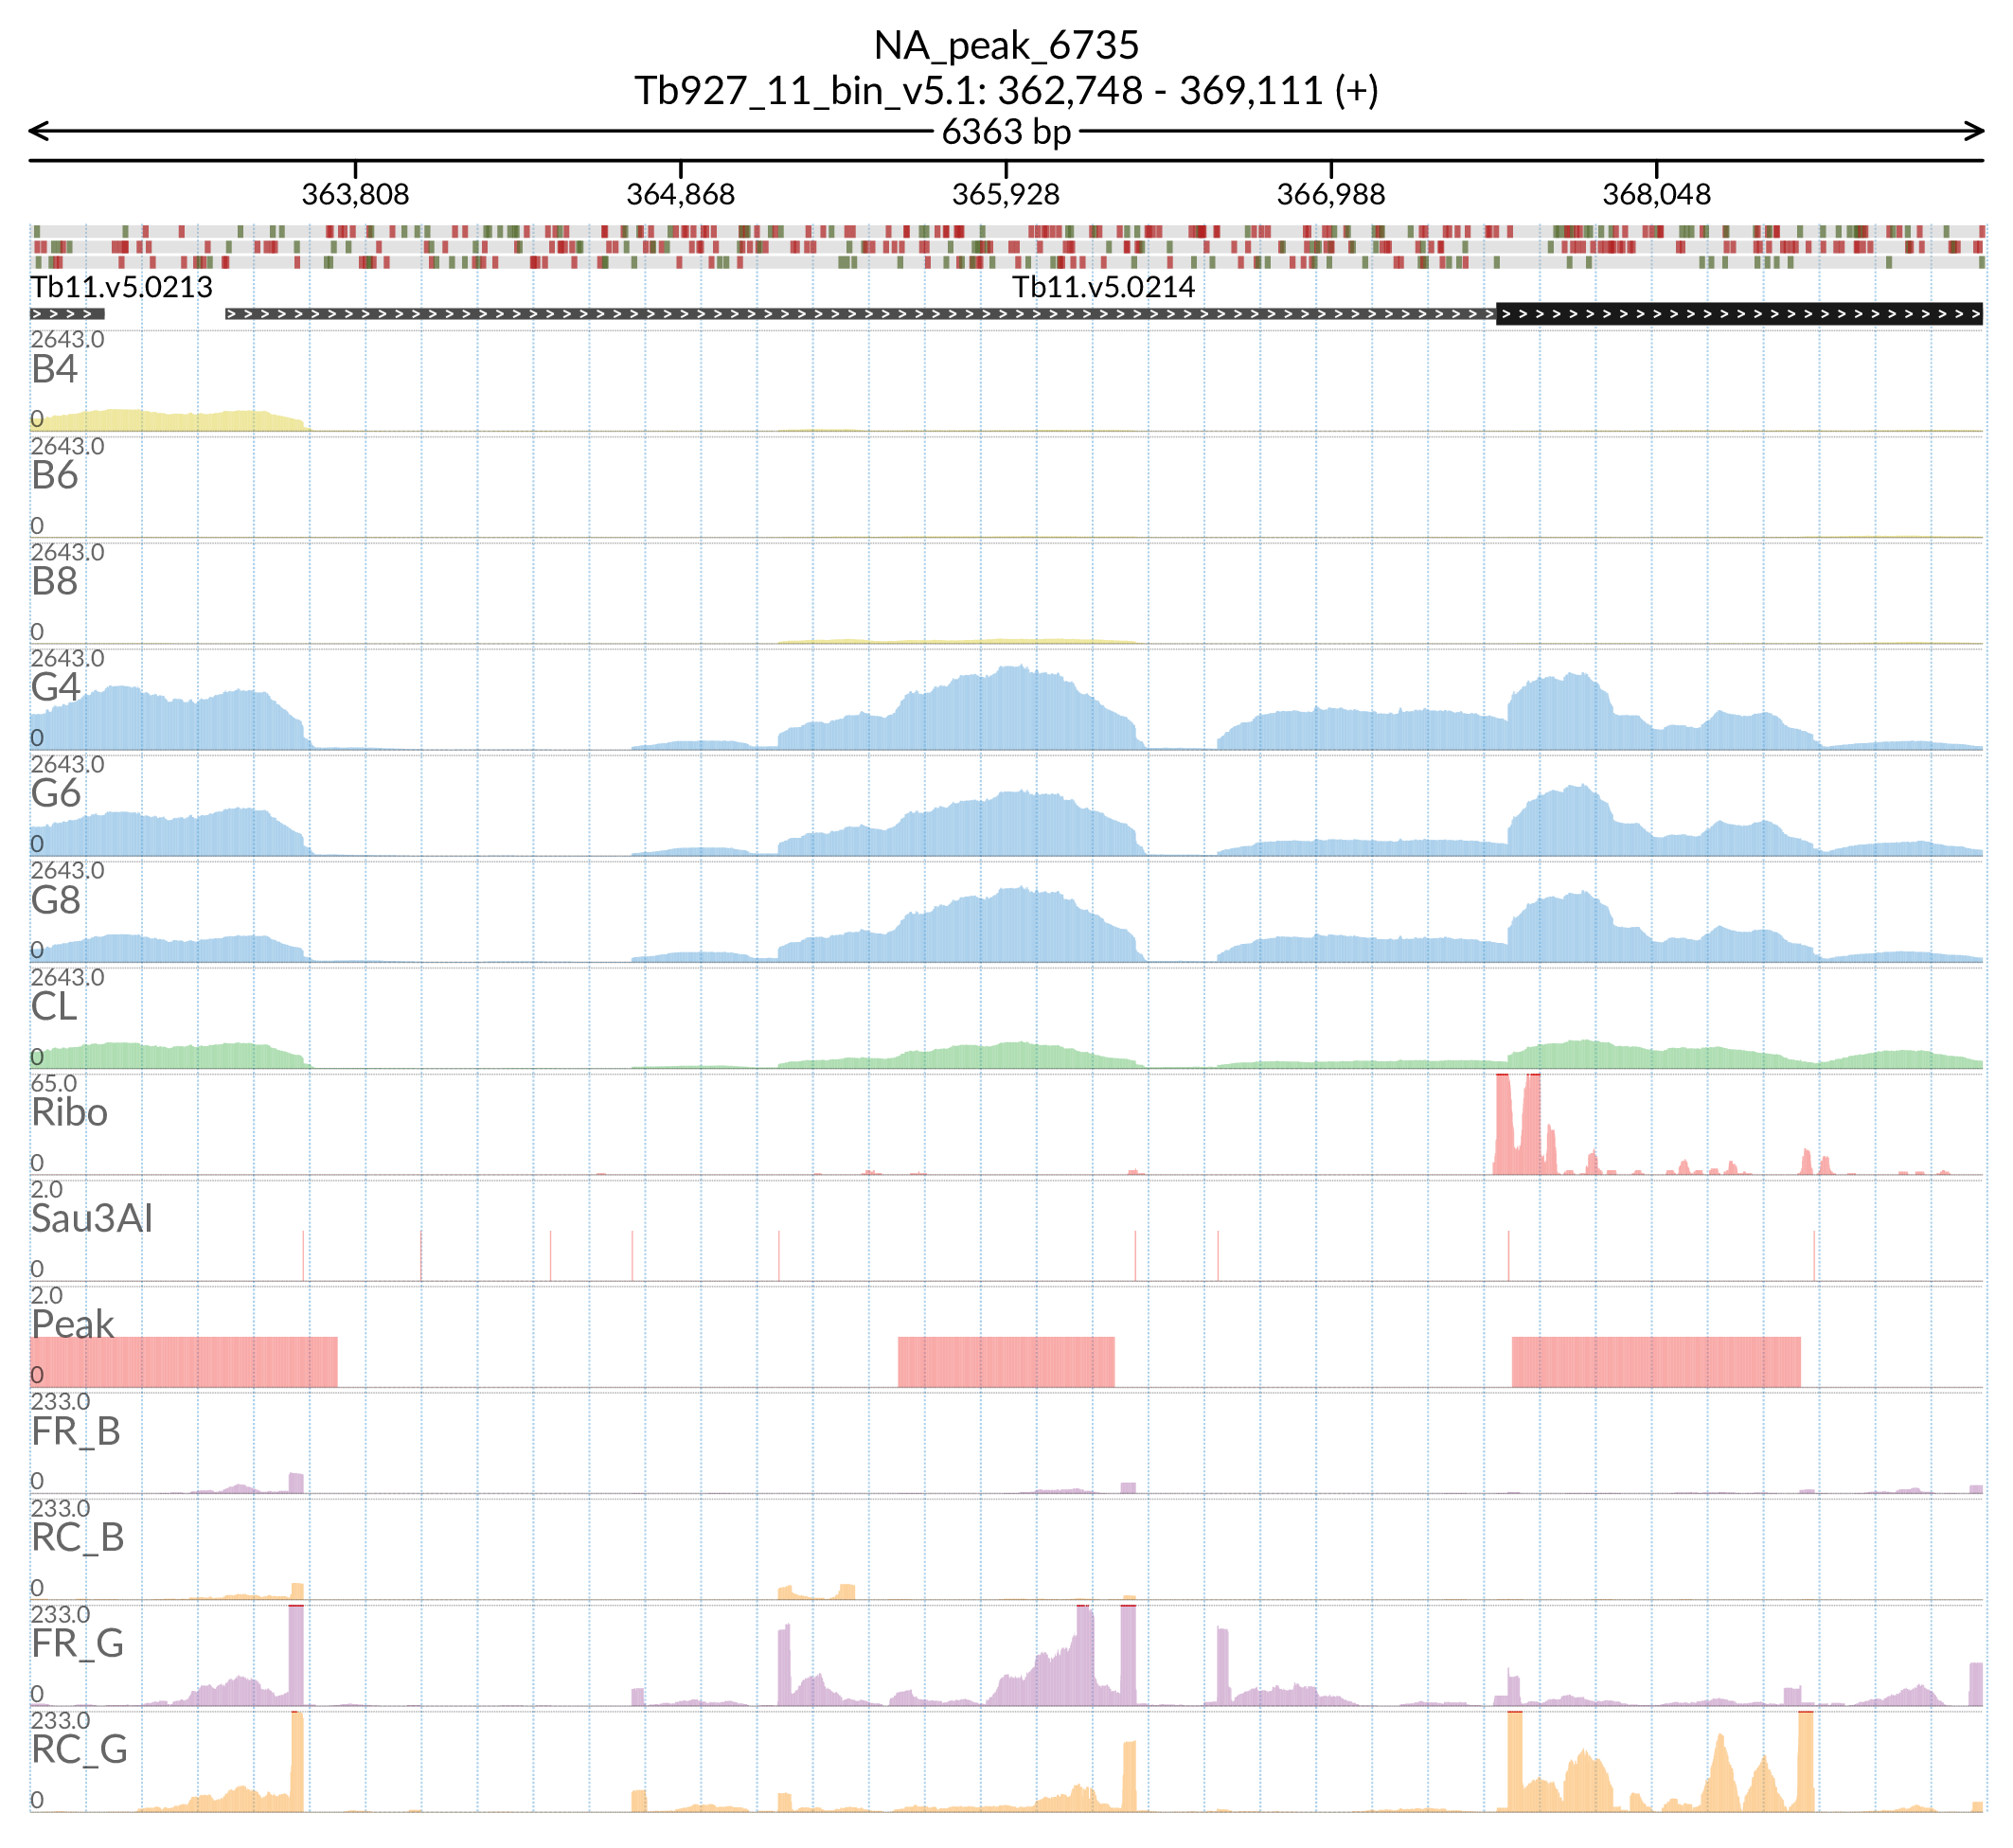 NA_peak_6735
Tb927_11_bin_v5.1: 362,748 - 369,111 (+)
6363 bp
363,808 364,868 365,928 366,988 368,048
Tb11.v5.0213 Tb11.v5.0214
2643.0
B4
0
2643.0
B6
0
2643.0
B8
0
2643.0
G4
0
2643.0
G6
0
2643.0
G8
0
2643.0
CL
0
65.0
Ribo
0
2.0
Sau3AI
0
2.0
Peak
0
233.0
FR_B
0
233.0
RC_B
0
233.0
FR_G
0
233.0
RC_G
0